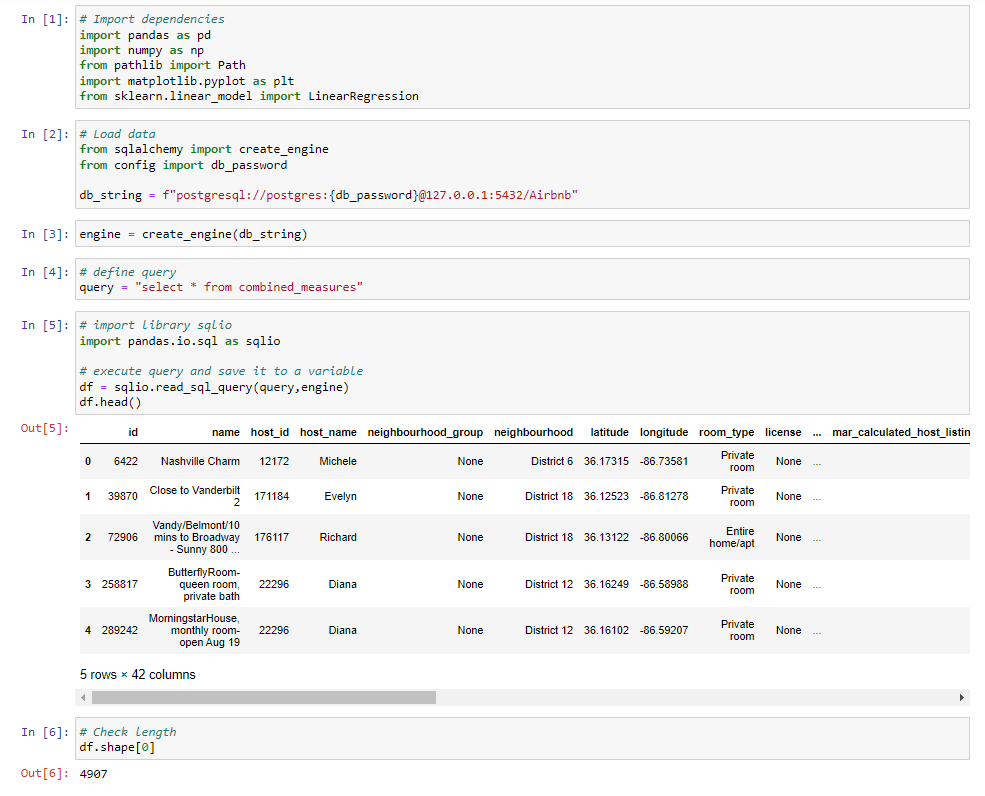 In [1]: # Import dependencies
import pandas as pd
import numpy as np
from pathlib import Path
import matplotlib.pyplot as plt
from sklearn.linear_model import LinearRegression
In [2]: # Load data
from sqlalchemy import create_engine
from config import db_password
db_string = f"postgresql://postgres:{db_password}@127.0.0.1:5432/Airbnb"
In [3]: engine = create_engine(db_string)
In [4]: # define query
query = "select * from combined_measures"
In [5]: # import library sqlio
import pandas.io.sql as sqlio
# execute query and save it to a variable
df = sqlio.read_sql_query(query,engine)
df.head()
Out[5]:
id name host_id host_name neighbourhood_group neighbourhood latitude longitude room_type license ... mar_calculated_host_listin
0 6422 Nashville Charm 12172 Michele None District 6 36.17315 -86.73581 Private room None ...
1 39870 Close to Vanderbilt 2 171184 Evelyn None District 18 36.12523 -86.81278 Private room None ...
2 72906 Vandy/Belmont/10 mins to Broadway - Sunny 800 ... 176117 Richard None District 18 36.13122 -86.80066 Entire home/apt None ...
3 258817 ButterflyRoom- queen room, private bath 22296 Diana None District 12 36.16249 -86.58988 Private room None ...
4 289242 MorningstarHouse, monthly room- open Aug 19 22296 Diana None District 12 36.16102 -86.59207 Private room None ...
5 rows × 42 columns
In [6]: # Check length
df.shape[0]
Out[6]: 4907